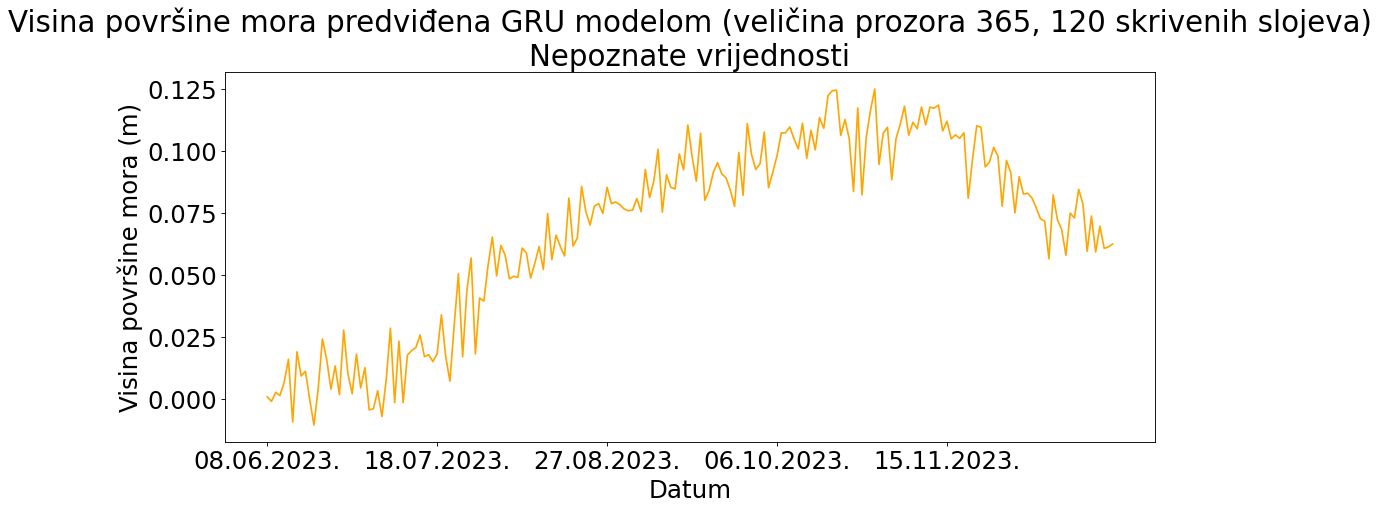 Visina površine mora predviđena GRU modelom (veličina prozora 365, 120 skrivenih slojeva)
Nepoznate vrijednosti
Visina površine mora (m)
0.125
0.100
0.075
0.050
0.025
0.000
08.06.2023. 18.07.2023. 27.08.2023. 06.10.2023. 15.11.2023.
Datum